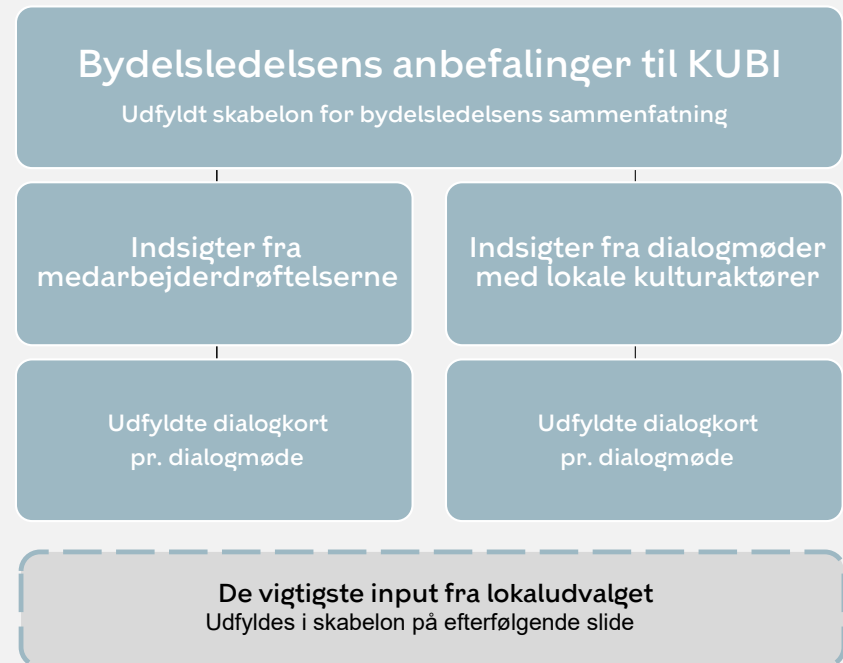 Bydelsledelsens anbefalinger til KUBI
Udfyldt skabelon for bydelsledelsens sammenfatning
Indsigter fra
medarbejderdrøftelserne
Indsigter fra dialogmøder
med lokale kulturaktører
Udfyldte dialogkort
pr. dialogmøde
Udfyldte dialogkort
pr. dialogmøde
De vigtigste input fra lokaludvalget
Udfyldes i skabelon på efterfølgende slide